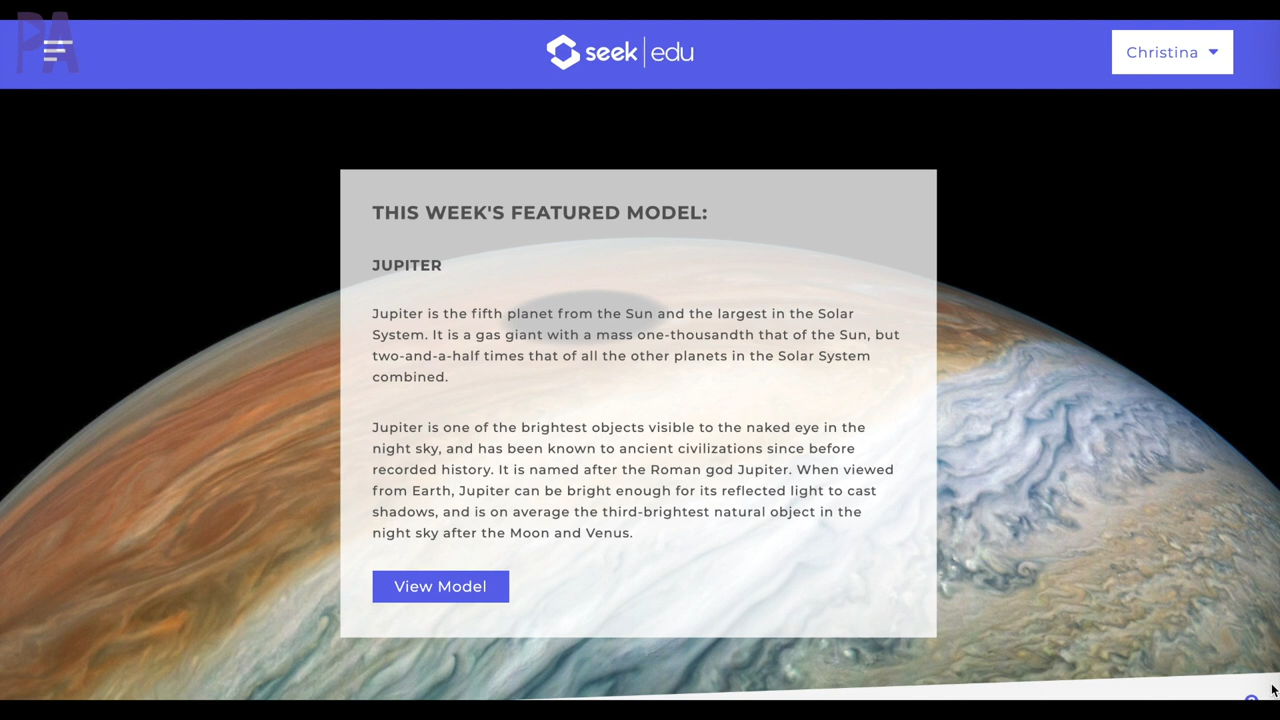 PA
seek|edu
Christina
THIS WEEK'S FEATURED MODEL:
JUPITER
Jupiter is the fifth planet from the Sun and the largest in the Solar
System. It is a gas giant with a mass one-thousandth that of the Sun, but
two-and-a-half times that of all the other planets in the Solar System
combined.
Jupiter is one of the brightest objects visible to the naked eye in the
night sky, and has been known to ancient civilizations since before
recorded history. It is named after the Roman god Jupiter. When viewed
from Earth, Jupiter can be bright enough for its reflected light to cast
shadows, and is on average the third-brightest natural object in the
night sky after the Moon and Venus.
View Model